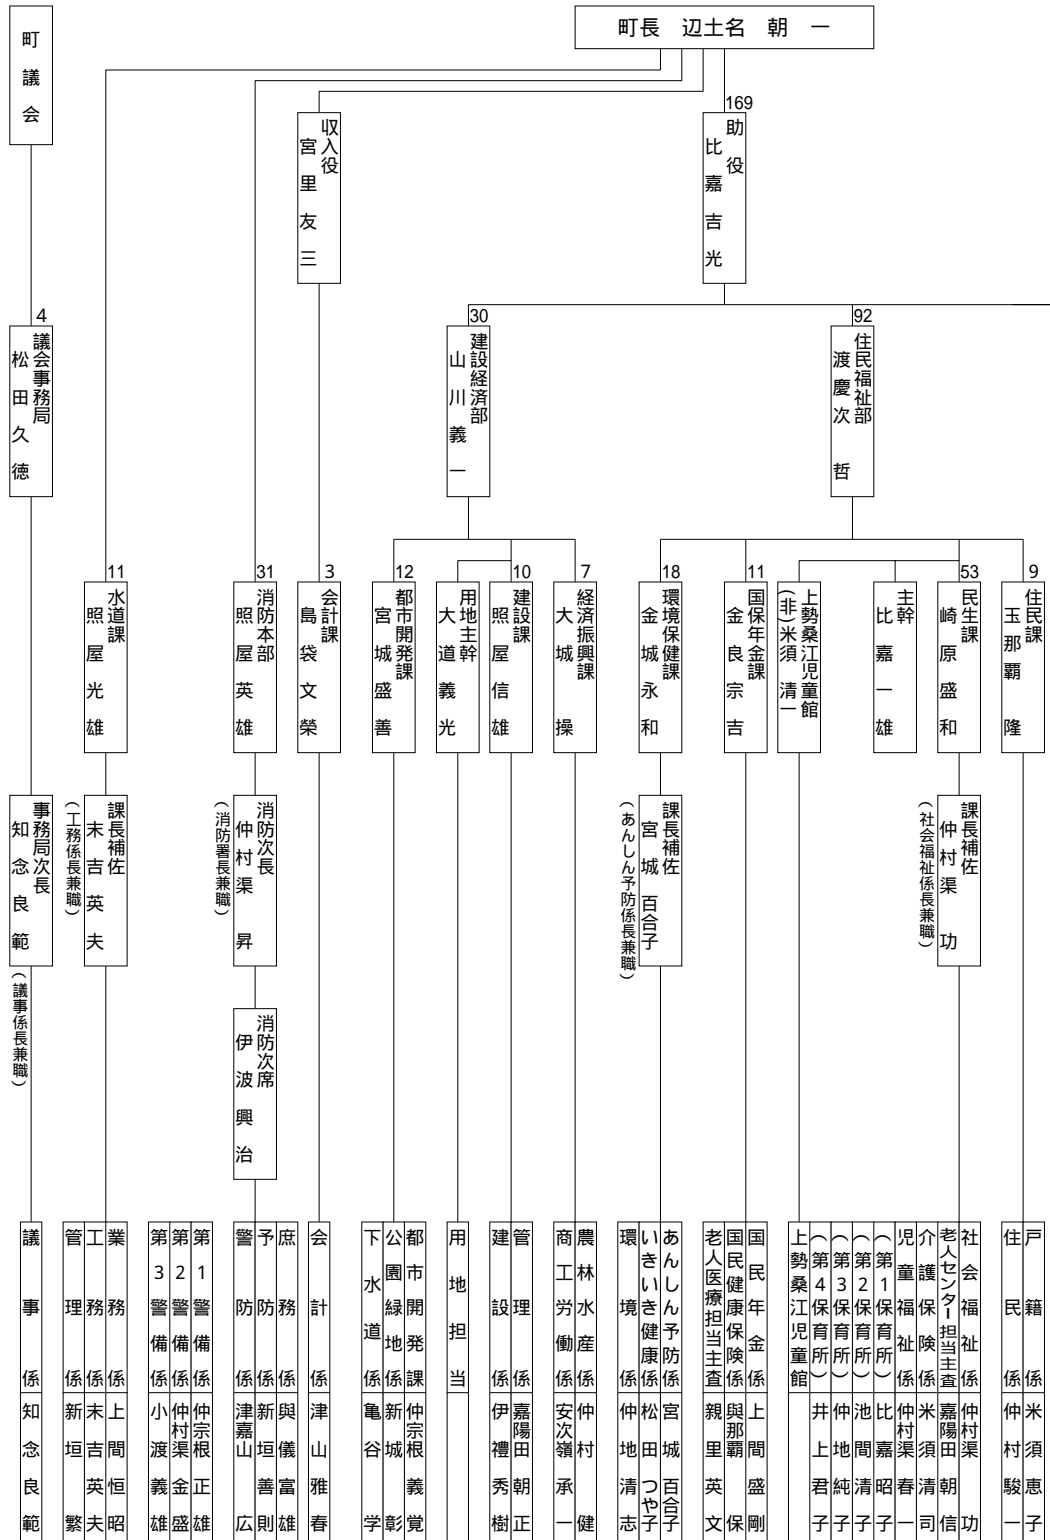 町議会
町長　辺土名　朝　一
169
助役
比嘉吉光
収入役
宮里友三
30
建設経済部
山川義一
92
住民福祉部
渡慶次　哲
4
議会事務局
松田久徳
9
住民課
玉那覇　隆
53
民生課
崎原盛和
主幹
比嘉一雄
上勢桑江児童館
(非)米須　清一
11
国保年金課
金良宗吉
18
環境保健課
金城永和
7
経済振興課
大城　操
10
建設課
照屋信雄
用地主幹
大道義光
12
都市開発課
宮城盛善
3
会計課
島袋文榮
31
消防本部
照屋英雄
11
水道課
照屋光雄
課長補佐
仲村渠　功
(社会福祉係長兼職)
課長補佐
宮城　百合子
(あんしん予防係長兼職)
消防次長
仲村渠　昇
(消防署長兼職)
課長補佐
末吉英夫
(工務係長兼職)
事務局次長
知念良範
(議事係長兼職)
消防次席
伊波興治
戸籍係　米須恵子
住民係　仲村駿一
社会福祉係　仲村渠　功
老人センター担当主査　嘉陽田朝信
介護保険係　米須清司
児童福祉係　仲村渠春一
(第1保育所)　比嘉昭子
(第2保育所)　池間清子
(第3保育所)　仲地純子
(第4保育所)　井上君子
上勢桑江児童館
国民年金係　上間盛剛
国民健康保険係　與那覇　保
老人医療担当主査　親里英文
あんしん予防係　宮城百合子
いきいき健康係　松田つや子
環境係　仲地清志
農林水産係　仲村　健
商工労働係　安次嶺承一
管理係　嘉陽田朝正
建設係　伊禮秀樹
用地担当
都市開発課　仲宗根義覚
公園緑地係　新城　彰
下水道係　亀谷　学
会計係　津山雅春
庶務係　與儀富雄
予防係　新垣善則
警防係　津嘉山　広
第1警備係　仲宗根正雄
第2警備係　仲村渠金盛
第3警備係　小渡義雄
業務係　上間恒昭
工務係　末吉英夫
管理係　新垣　繁
議事係　知念良範